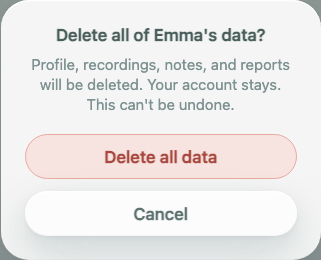 Delete all of Emma's data?
Profile, recordings, notes, and reports
will be deleted. Your account stays.
This can't be undone.
Delete all data
Cancel